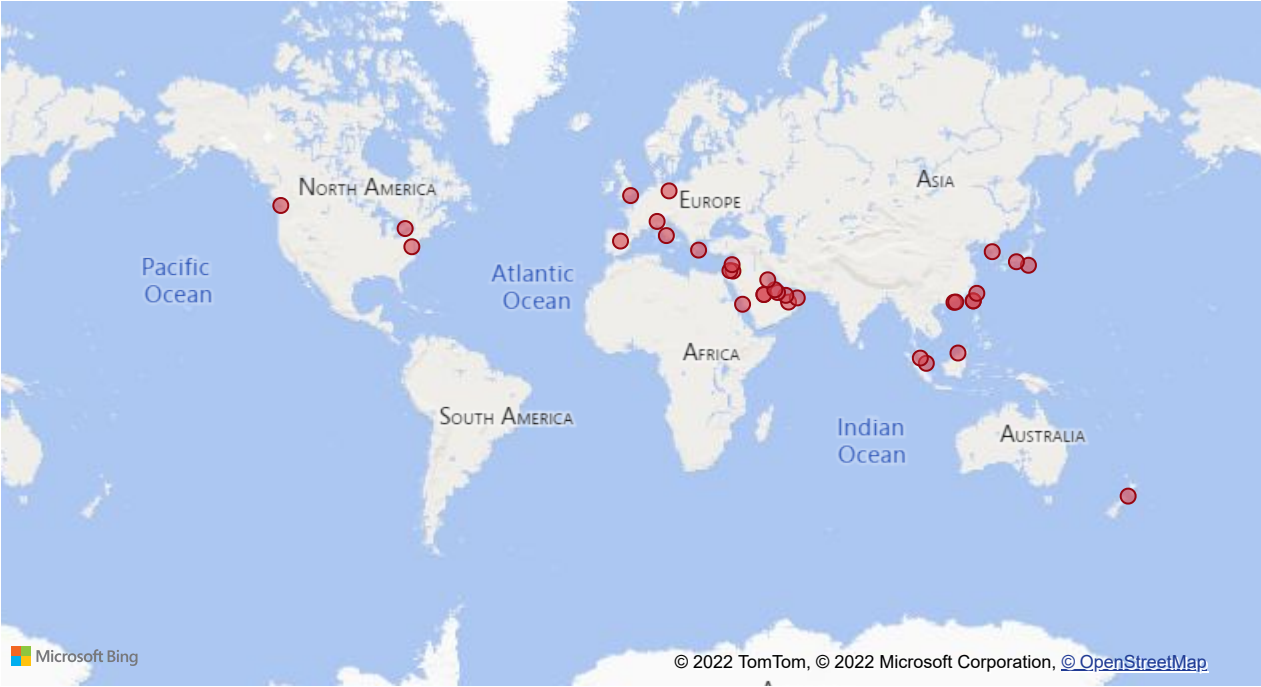 NORTH AMERICA
ASIA
EUROPE
Pacific
Ocean
Atlantic
Ocean
AFRICA
SOUTH AMERICA
Indian
Ocean
AUSTRALIA
Microsoft Bing
© 2022 TomTom, © 2022 Microsoft Corporation, © OpenStreetMap